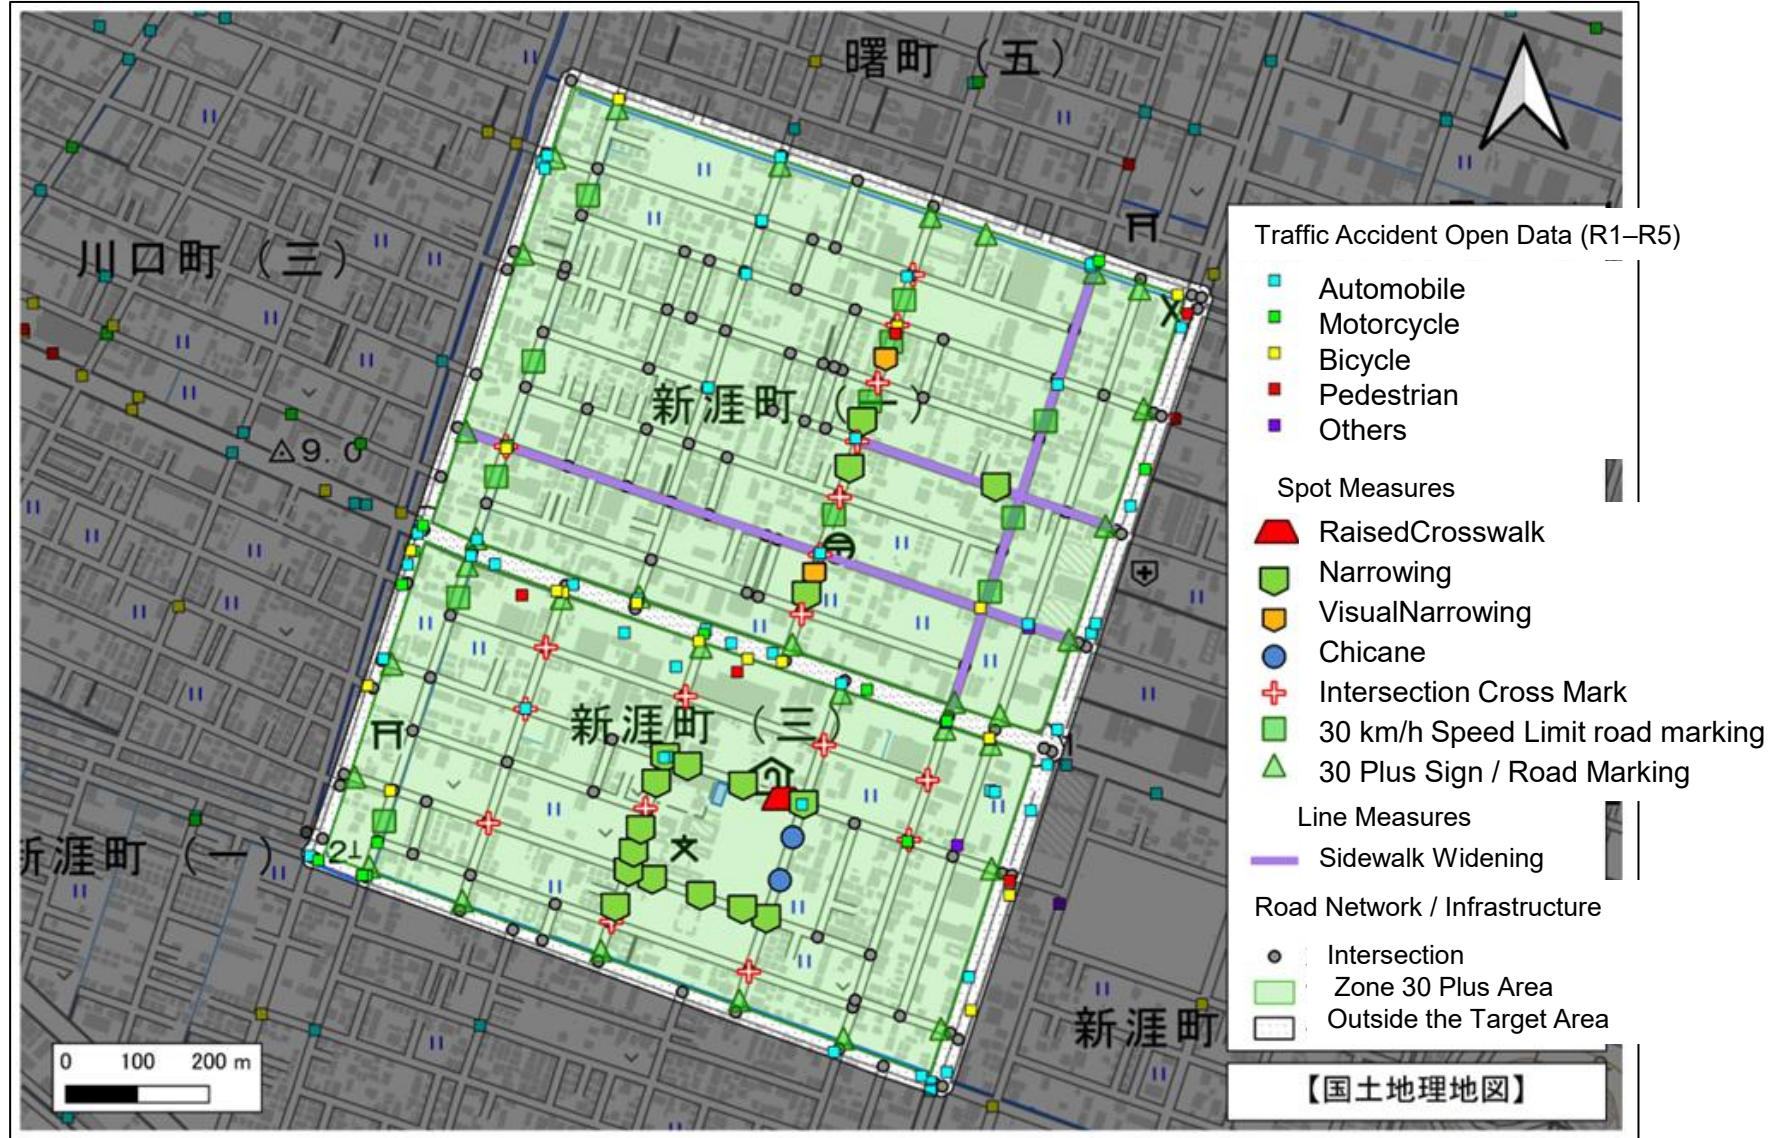 曙町（五）
川口町（三）
9.0
新涯町（二）
新涯町（三）
新涯町（一）
2
新涯町
0 100 200 m
Traffic Accident Open Data (R1–R5)
Automobile
Motorcycle
Bicycle
Pedestrian
Others
Spot Measures
RaisedCrosswalk
Narrowing
VisualNarrowing
Chicane
Intersection Cross Mark
30 km/h Speed Limit road marking
30 Plus Sign / Road Marking
Line Measures
Sidewalk Widening
Road Network / Infrastructure
Intersection
Zone 30 Plus Area
Outside the Target Area
【国土地理地図】